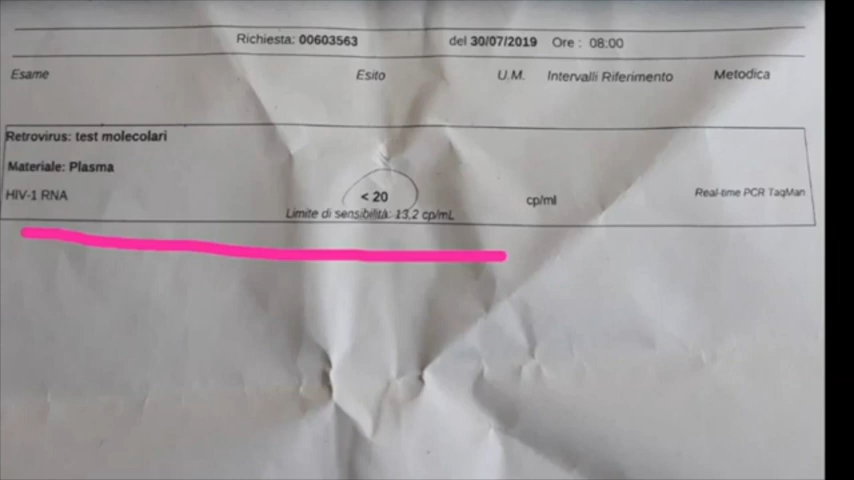 Richiesta: 00603563 del 30/07/2019 Ore : 08:00
Esame Esito U.M. Intervalli Riferimento Metodica
Retrovirus: test molecolari
Materiale: Plasma
HIV-1 RNA < 20 cp/ml Real-time PCR TaqMan
Limite di sensibilità: 13,2 cp/mL